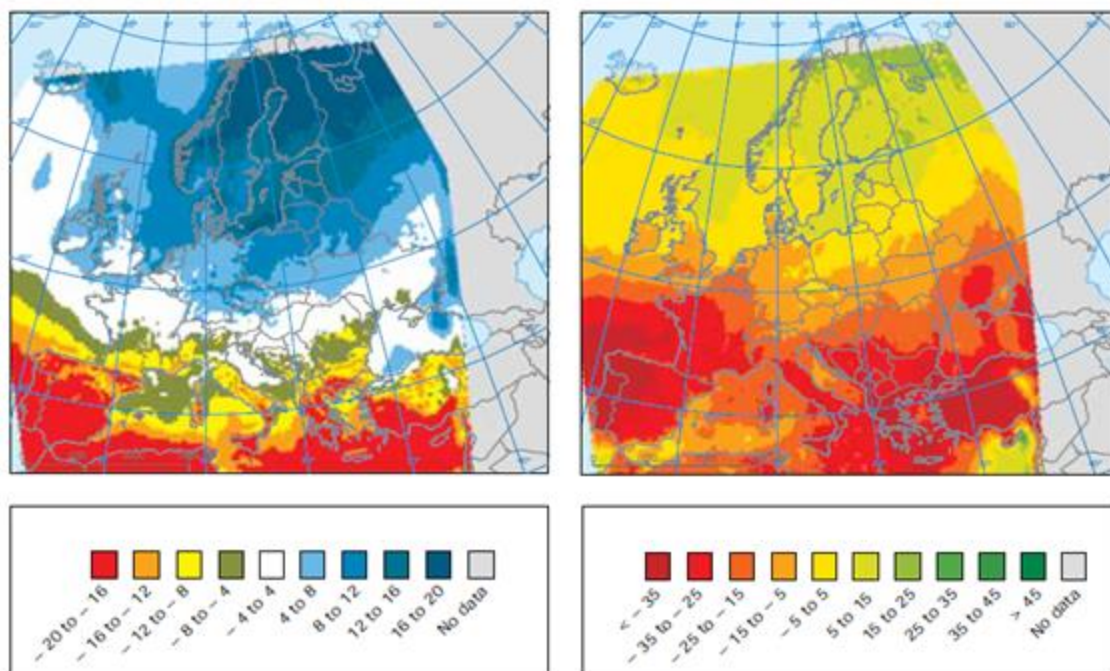 – 20 to – 16
– 16 to – 12
– 12 to – 8
– 8 to – 4
– 4 to 4
4 to 8
8 to 12
12 to 16
16 to 20
No data
< – 35
– 35 to – 25
– 25 to – 15
– 15 to – 5
– 5 to 5
5 to 15
15 to 25
25 to 35
35 to 45
> 45
No data